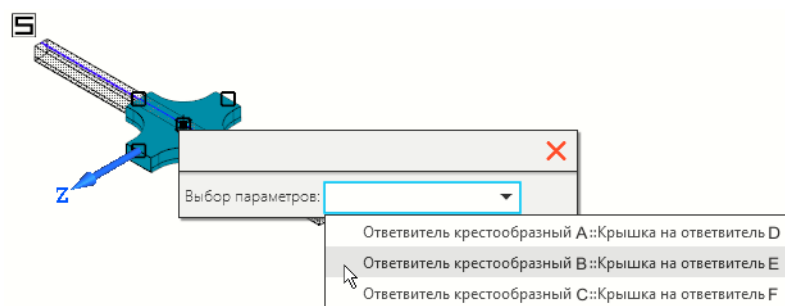 S
Z
Выбор параметров:
Ответвитель крестообразный A::Крышка на ответвитель D
Ответвитель крестообразный B::Крышка на ответвитель E
Ответвитель крестообразный C::Крышка на ответвитель F